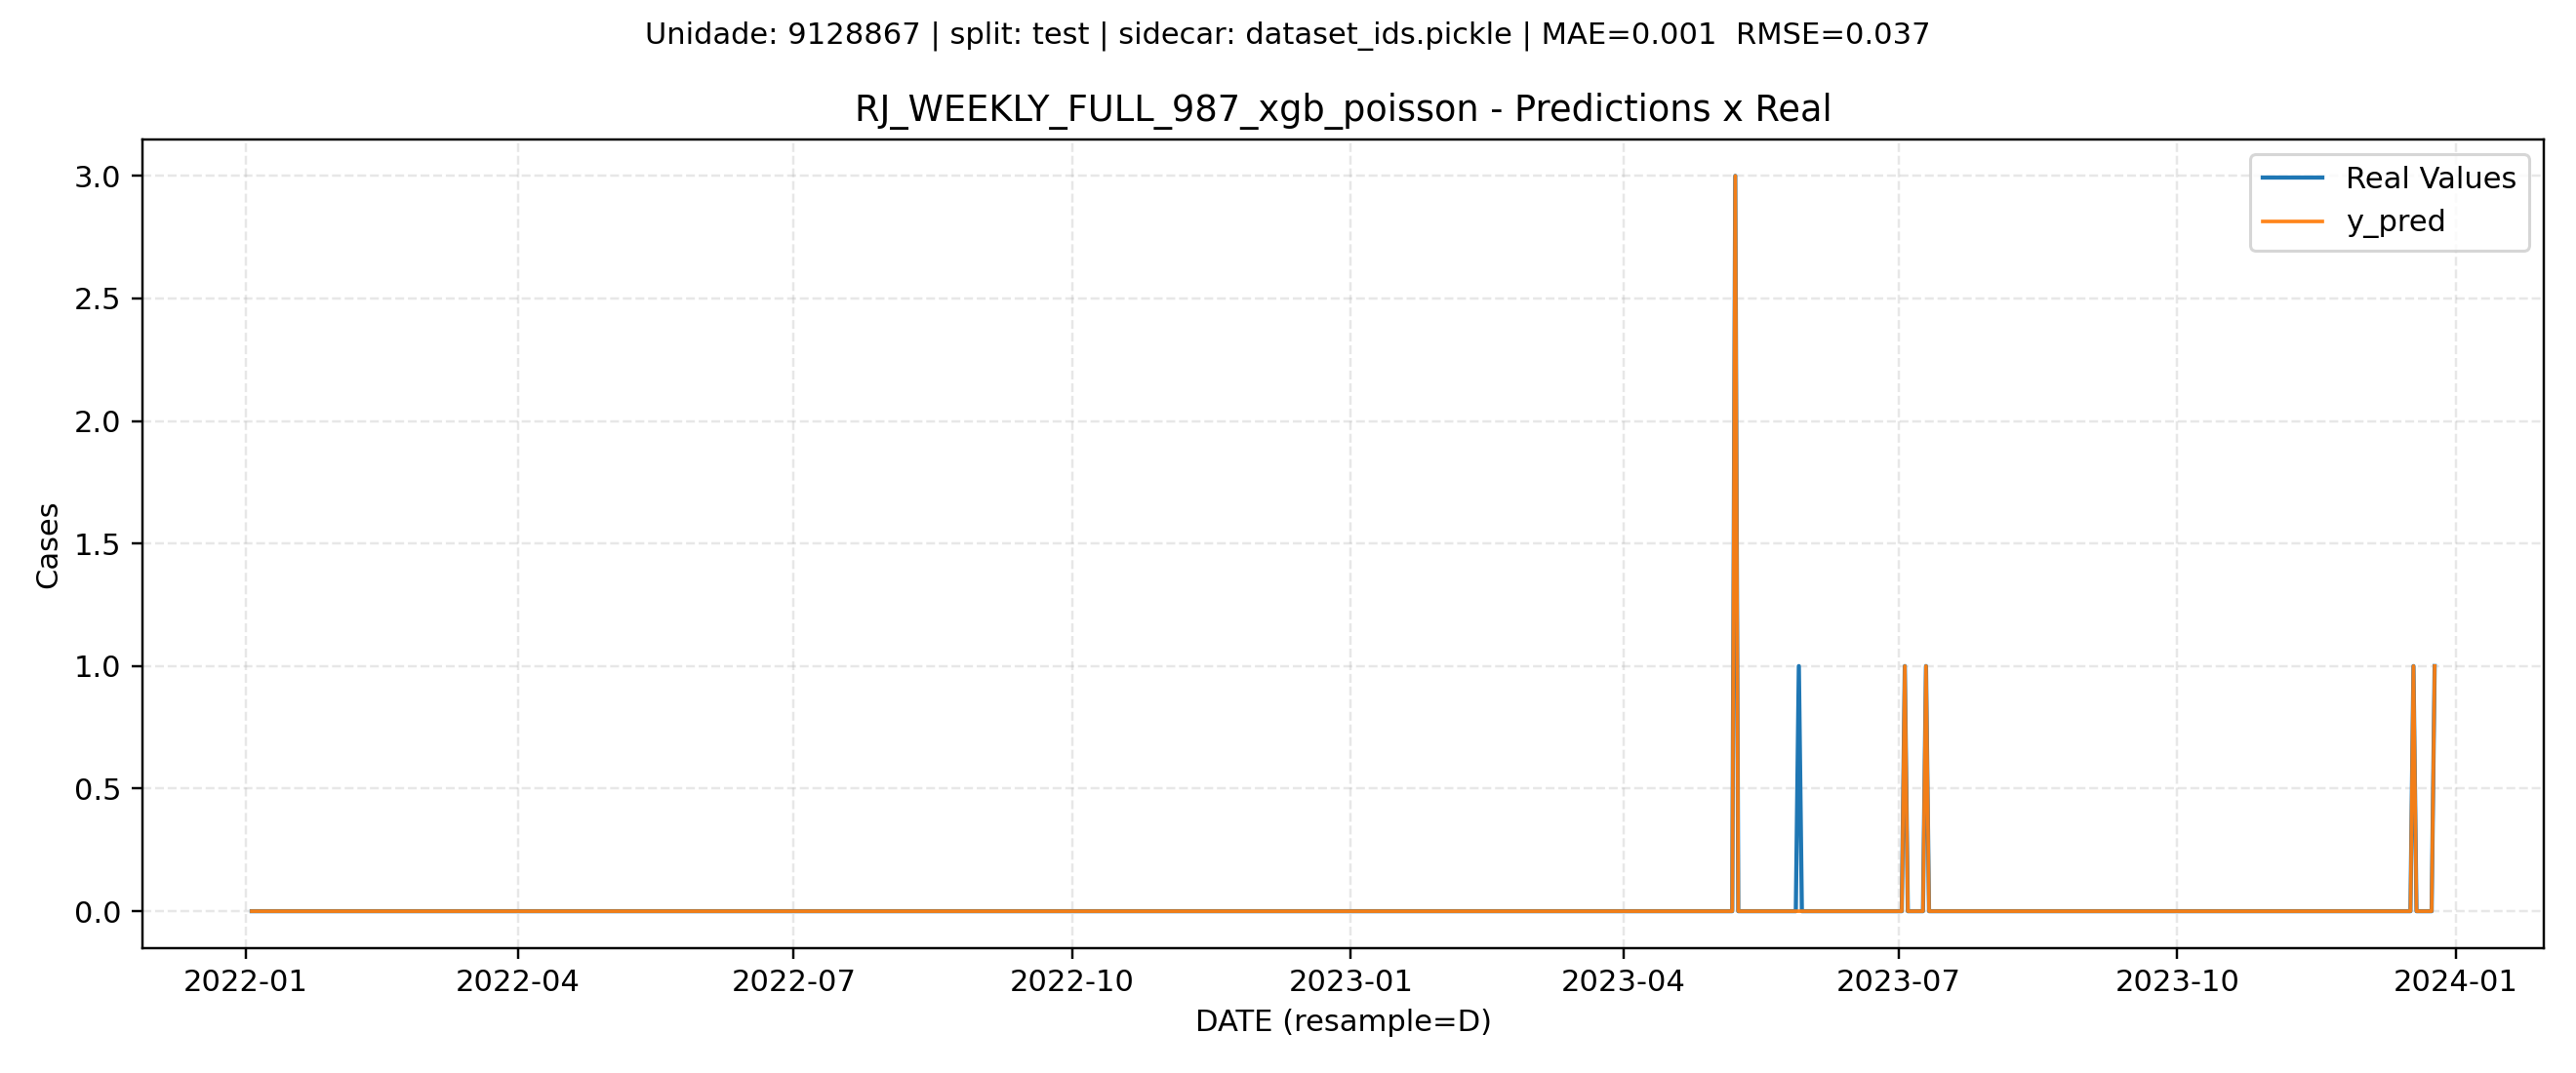 Unidade: 9128867 | split: test | sidecar: dataset_ids.pickle | MAE=0.001  RMSE=0.037
RJ_WEEKLY_FULL_987_xgb_poisson - Predictions x Real
Real Values
y_pred
Cases
3.0
2.5
2.0
1.5
1.0
0.5
0.0
2022-01
2022-04
2022-07
2022-10
2023-01
2023-04
2023-07
2023-10
2024-01
DATE (resample=D)